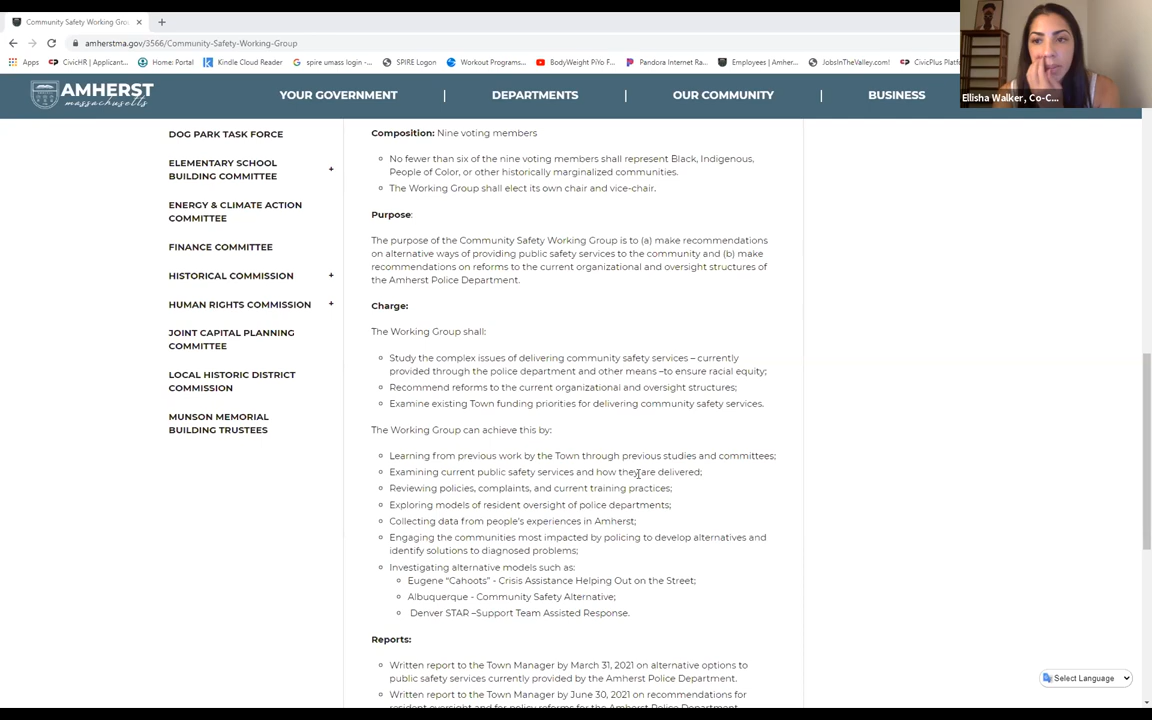 Community Safety Working Grou
amherstma.gov/3566/Community-Safety-Working-Group
Apps
CivicHR | Applicant...
Home: Portal
Kindle Cloud Reader
spire umass login -...
SPIRE Logon
Workout Programs...
BodyWeight P/Yo F...
Pandora Internet Ra...
Employees | Amher...
JobsInTheValley.com!
CivicPlus Platf
Ellisha Walker, Co-C...
AMHERST
massachusetts
YOUR GOVERNMENT | DEPARTMENTS | OUR COMMUNITY | BUSINESS
DOG PARK TASK FORCE
ELEMENTARY SCHOOL
BUILDING COMMITTEE +
ENERGY & CLIMATE ACTION
COMMITTEE
FINANCE COMMITTEE
HISTORICAL COMMISSION +
HUMAN RIGHTS COMMISSION +
JOINT CAPITAL PLANNING
COMMITTEE
LOCAL HISTORIC DISTRICT
COMMISSION
MUNSON MEMORIAL
BUILDING TRUSTEES
Composition: Nine voting members
No fewer than six of the nine voting members shall represent Black, Indigenous,
People of Color, or other historically marginalized communities.
The Working Group shall elect its own chair and vice-chair.
Purpose:
The purpose of the Community Safety Working Group is to (a) make recommendations
on alternative ways of providing public safety services to the community and (b) make
recommendations on reforms to the current organizational and oversight structures of
the Amherst Police Department.
Charge:
The Working Group shall:
Study the complex issues of delivering community safety services – currently
provided through the police department and other means –to ensure racial equity;
Recommend reforms to the current organizational and oversight structures;
Examine existing Town funding priorities for delivering community safety services.
The Working Group can achieve this by:
Learning from previous work by the Town through previous studies and committees;
Examining current public safety services and how they are delivered;
Reviewing policies, complaints, and current training practices;
Exploring models of resident oversight of police departments;
Collecting data from people's experiences in Amherst;
Engaging the communities most impacted by policing to develop alternatives and
identify solutions to diagnosed problems;
Investigating alternative models such as:
Eugene "Cahoots" - Crisis Assistance Helping Out on the Street;
Albuquerque - Community Safety Alternative;
Denver STAR –Support Team Assisted Response.
Reports:
Written report to the Town Manager by March 31, 2021 on alternative options to
public safety services currently provided by the Amherst Police Department.
Written report to the Town Manager by June 30, 2021 on recommendations for
resident oversight and for policy reforms for the Amherst Police Department
Select Language